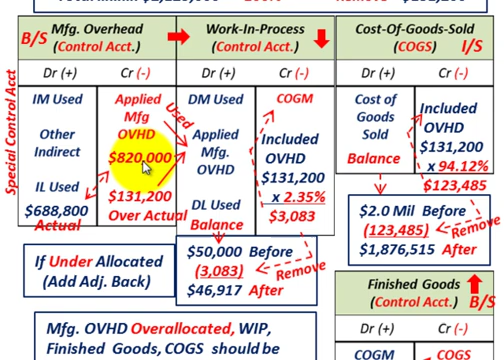 B/S
Mfg. Overhead
(Control Acct.)
Work-In-Process
(Control Acct.)
Cost-Of-Goods-Sold
(COGS)
I/S
Dr (+)
Cr (-)
Dr (+)
Cr (-)
Dr (+)
Cr (-)
Special Control Acct
IM Used
Other
Indirect
IL Used
$688,800
Actual
Applied
Mfg
OVHD
$820,000
$131,200
Over Actual
Used
DM Used
Applied
Mfg.
OVHD
DL Used
Balance
COGM
Included
OVHD
$131,200
x 2.35%
$3,083
Cost of
Goods
Sold
Balance
Included
OVHD
$131,200
x 94.12%
$123,485
$50,000 Before
(3,083)
$46,917 After
Remove
$2.0 Mil Before
(123,485)
$1,876,515 After
Remove
If Under Allocated
(Add Adj. Back)
Finished Goods
(Control Acct.)
B/S
Dr (+)
Cr (-)
COGM
COGS
Mfg. OVHD Overallocated, WIP,
Finished Goods, COGS should be